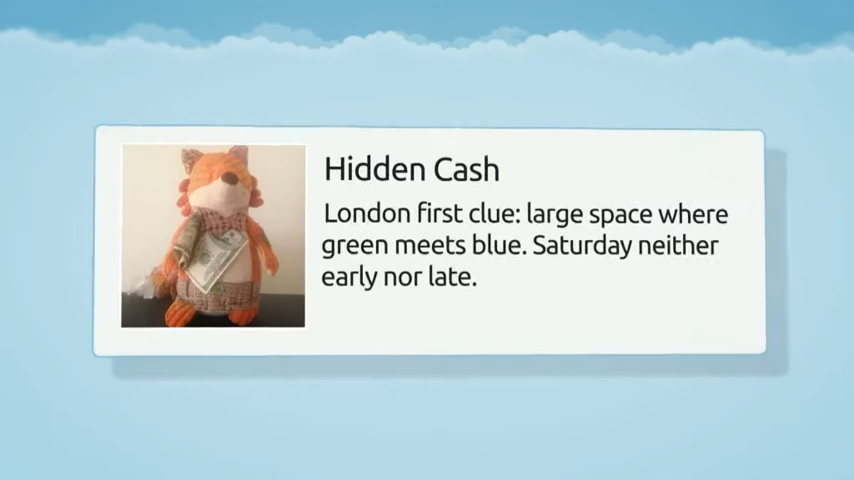 Hidden Cash
London first clue: large space where
green meets blue. Saturday neither
early nor late.